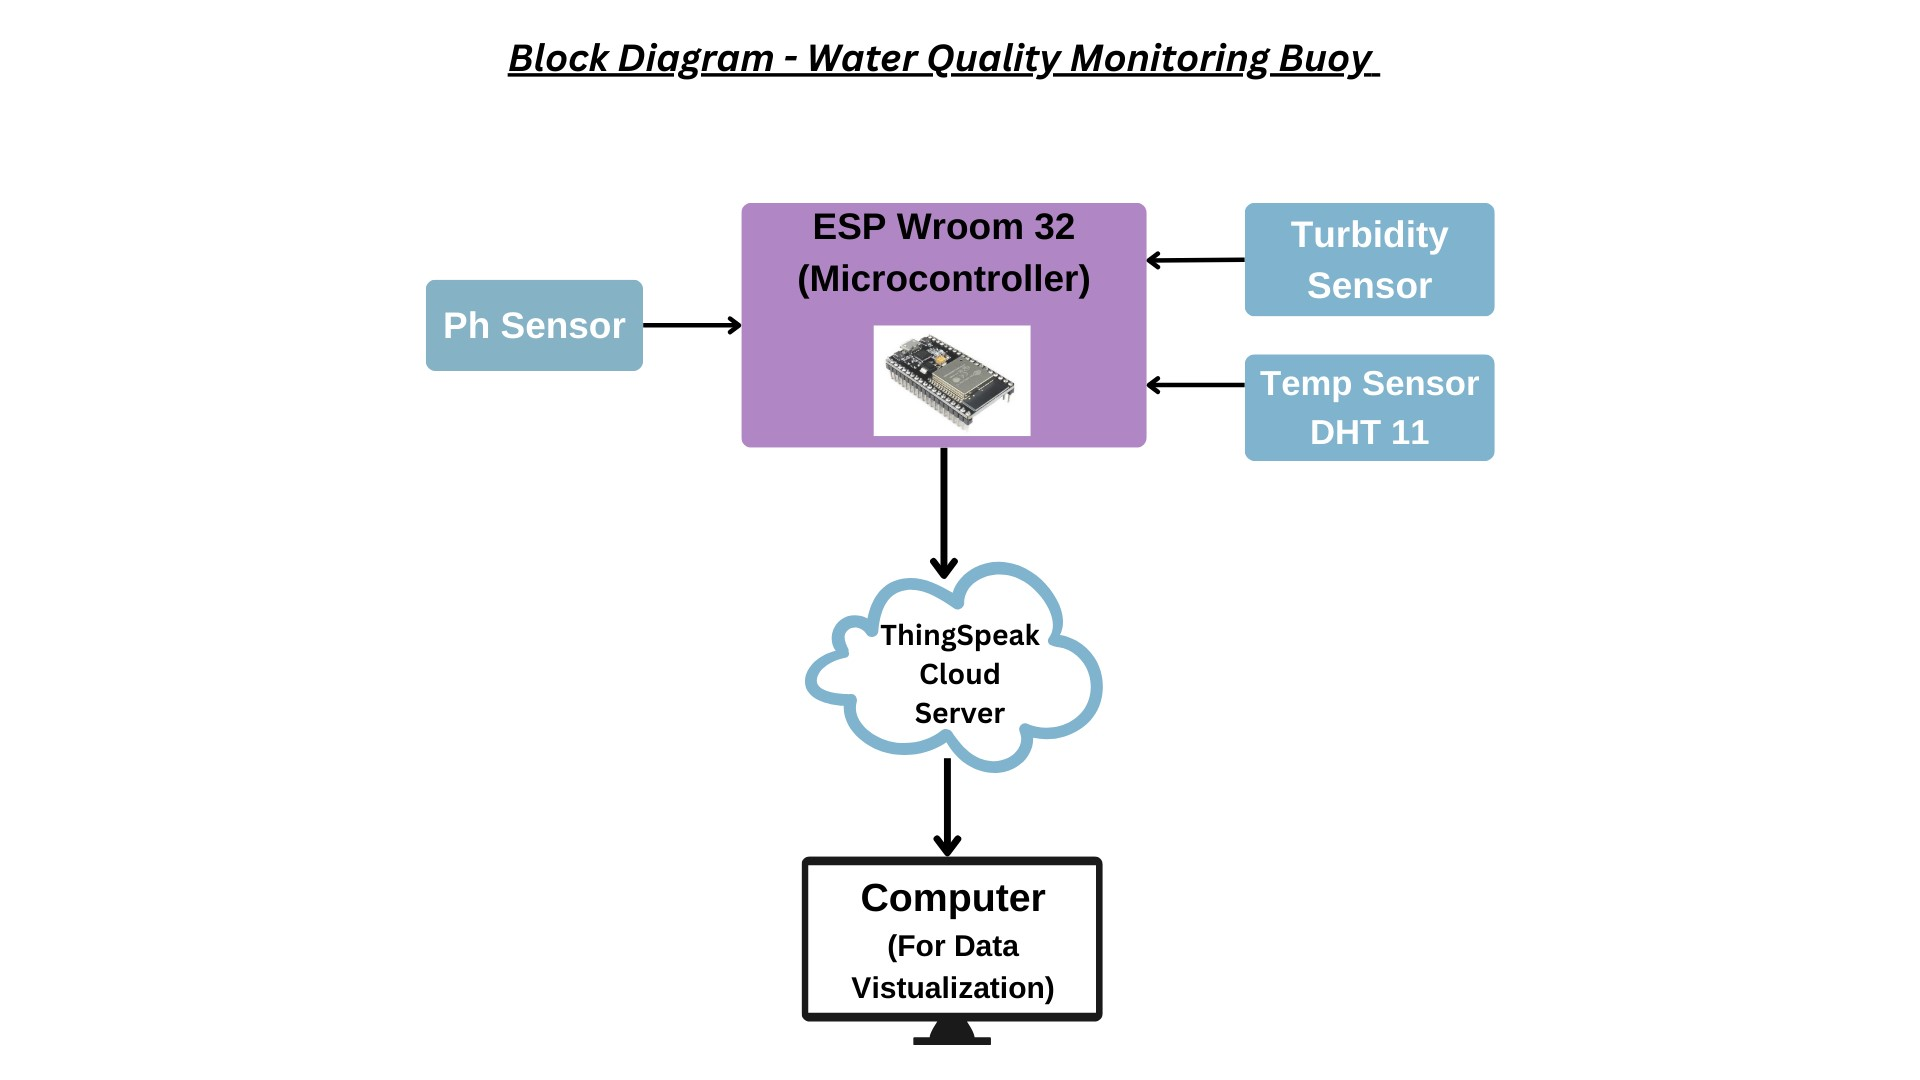 Block Diagram - Water Quality Monitoring Buoy
Ph Sensor
ESP Wroom 32
(Microcontroller)
Turbidity
Sensor
Temp Sensor
DHT 11
ThingSpeak
Cloud
Server
Computer
(For Data
Vistualization)